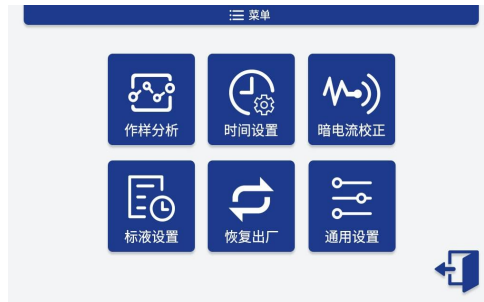 菜单
作样分析
时间设置
暗电流校正
标液设置
恢复出厂
通用设置